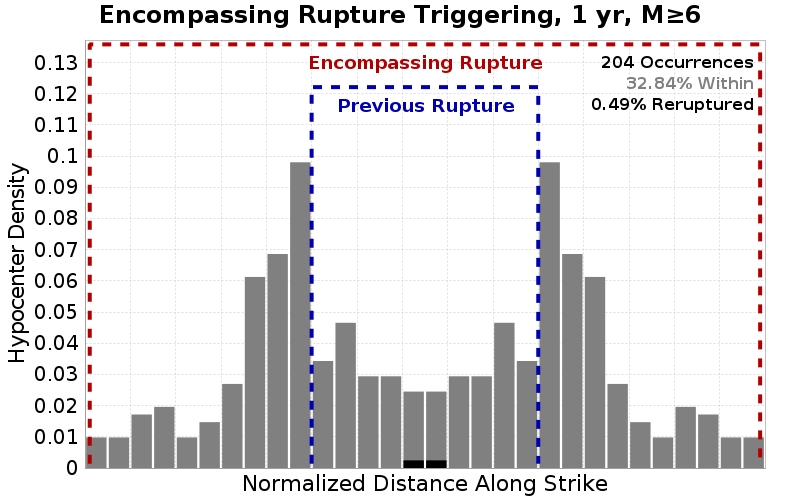 Encompassing Rupture Triggering, 1 yr, M≥6
Encompassing Rupture
204 Occurrences
32.84% Within
0.49% Reruptured
Previous Rupture
Hypocenter Density
0.13
0.12
0.11
0.1
0.09
0.08
0.07
0.06
0.05
0.04
0.03
0.02
0.01
0
Normalized Distance Along Strike